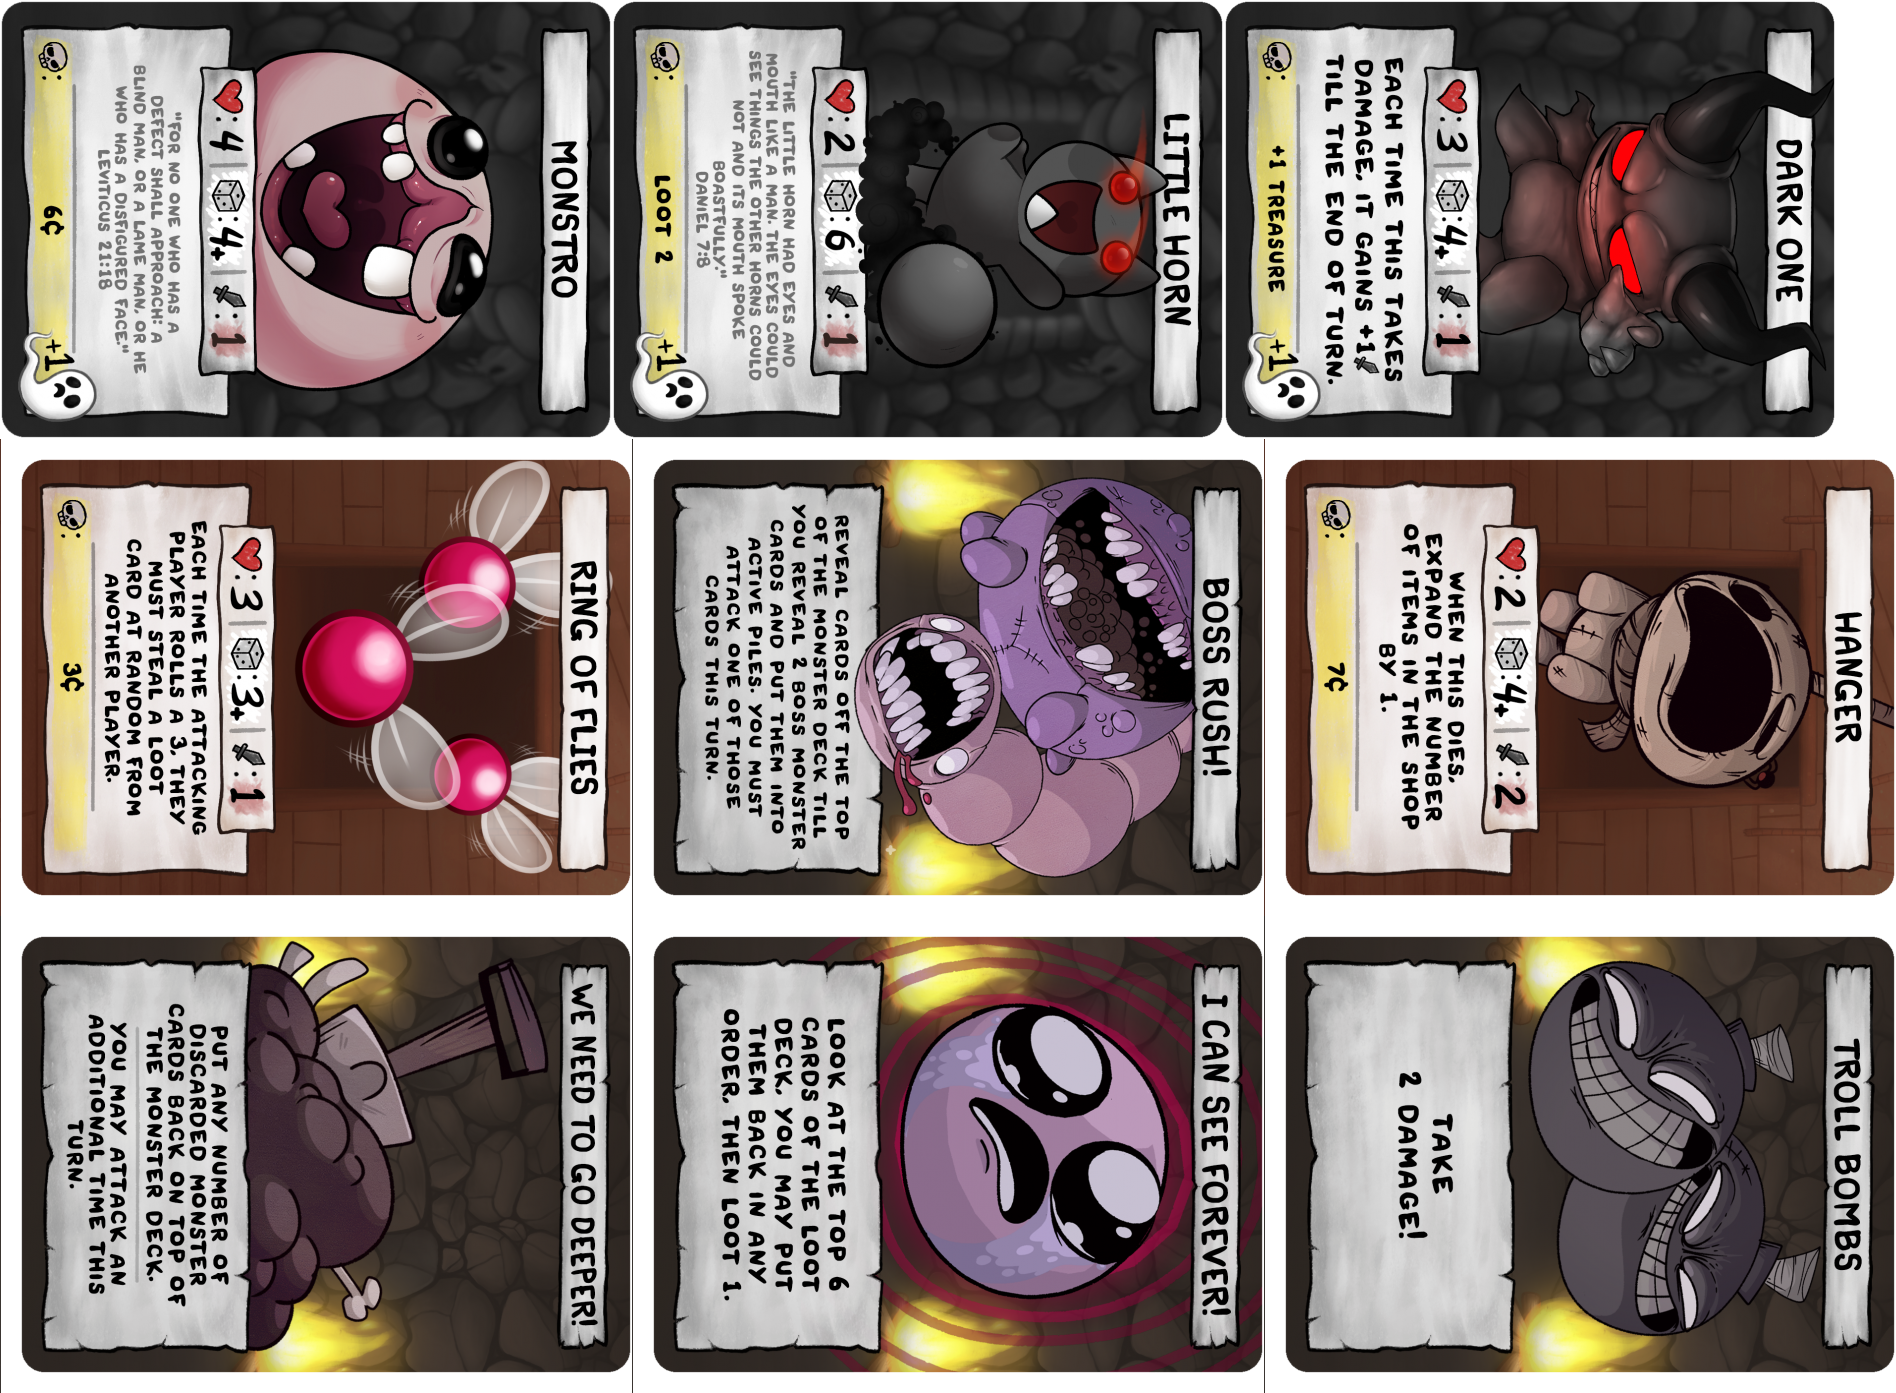 MONSTRO
♥:4 | 🎲:4+ | 🗡:1
"FOR NO ONE WHO HAS A
DEFECT SHALL APPROACH: A
BLIND MAN, OR A LAME MAN, OR HE
WHO HAS A DISFIGURED FACE."
LEVITICUS 21:18
: 6¢
+1
LITTLE HORN
♥:2 | 🎲:6 | 🗡:1
"THE LITTLE HORN HAD EYES AND
MOUTH LIKE A MAN. THE EYES COULD
SEE THINGS THE OTHER HORNS COULD
NOT AND ITS MOUTH SPOKE
BOASTFULLY."
DANIEL 7:8
: LOOT 2
+1
DARK ONE
♥:3 | 🎲:4+ | 🗡:1
EACH TIME THIS TAKES
DAMAGE, IT GAINS +1🗡
TILL THE END OF TURN.
: +1 TREASURE
+1
RING OF FLIES
♥:3 | 🎲:3+ | 🗡:1
EACH TIME THE ATTACKING
PLAYER ROLLS A 3, THEY
MUST STEAL A LOOT
CARD AT RANDOM FROM
ANOTHER PLAYER.
: 3¢
BOSS RUSH!
REVEAL CARDS OFF THE TOP
OF THE MONSTER DECK TILL
YOU REVEAL 2 BOSS MONSTER
CARDS AND PUT THEM INTO
ACTIVE PILES. YOU MUST
ATTACK ONE OF THOSE
CARDS THIS TURN.
HANGER
♥:2 | 🎲:4+ | 🗡:2
WHEN THIS DIES,
EXPAND THE NUMBER
OF ITEMS IN THE SHOP
BY 1.
: 7¢
WE NEED TO GO DEEPER!
PUT ANY NUMBER OF
DISCARDED MONSTER
CARDS BACK ON TOP OF
THE MONSTER DECK.
YOU MAY ATTACK AN
ADDITIONAL TIME THIS
TURN.
I CAN SEE FOREVER!
LOOK AT THE TOP 6
CARDS OF THE LOOT
DECK, YOU MAY PUT
THEM BACK IN ANY
ORDER, THEN LOOT 1.
TROLL BOMBS
TAKE
2 DAMAGE!